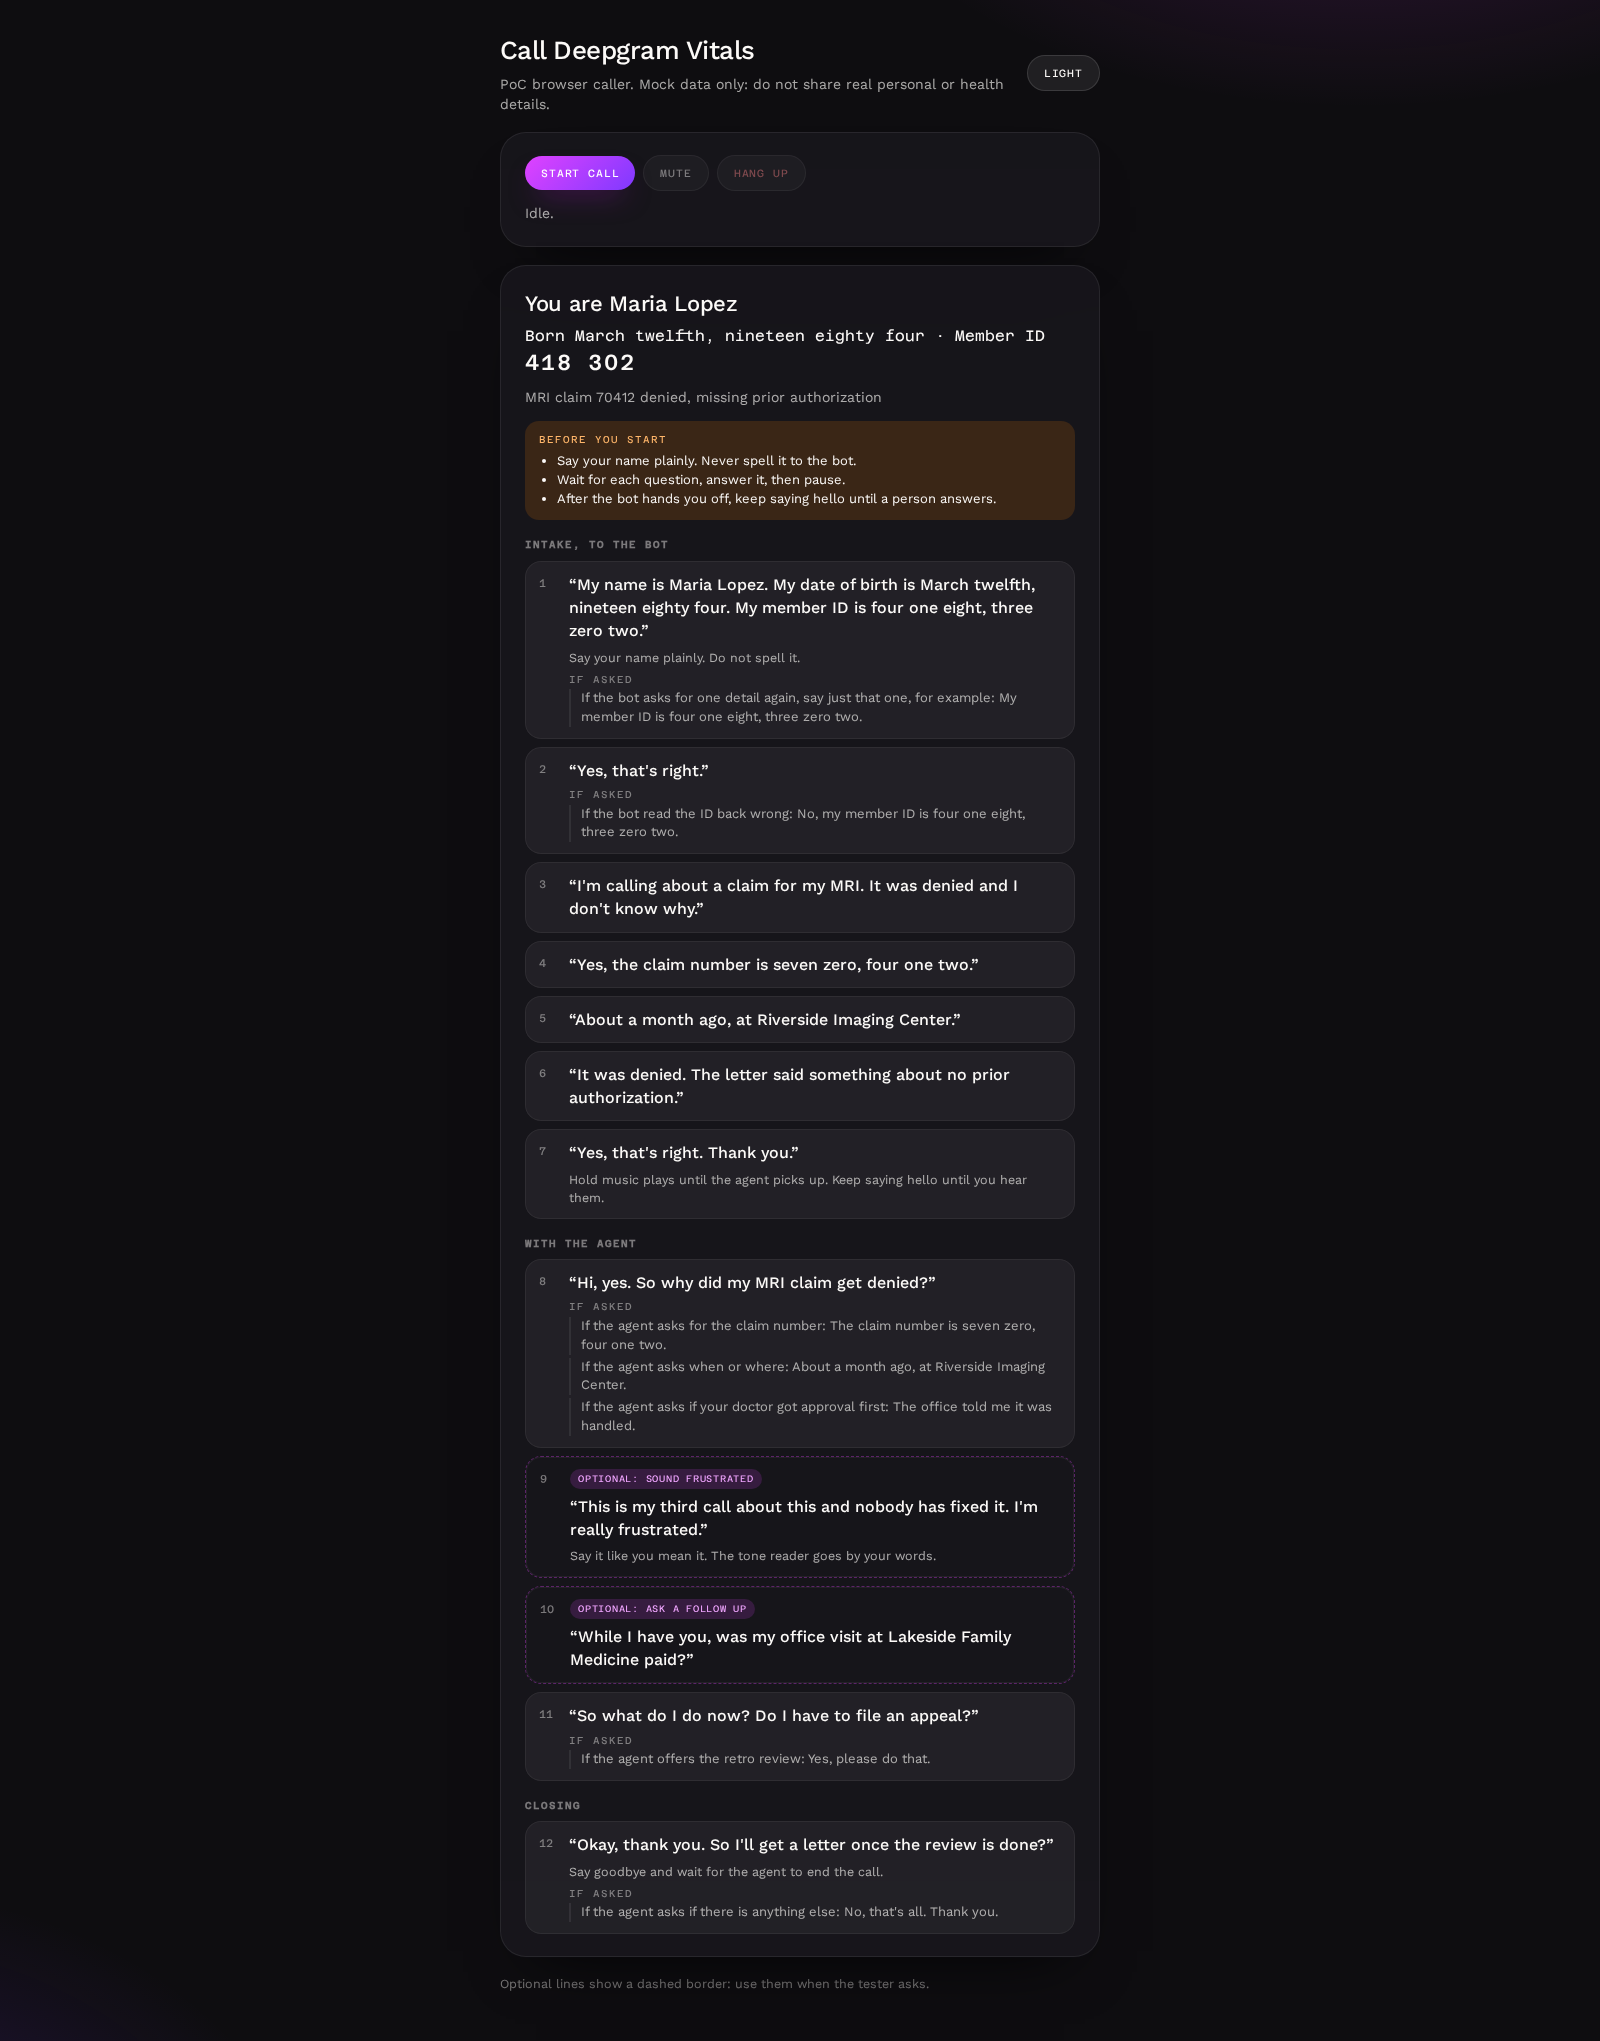 Call Deepgram Vitals
PoC browser caller. Mock data only: do not share real personal or health
details.
LIGHT
START CALL
MUTE
HANG UP
Idle.
You are Maria Lopez
Born March twelfth, nineteen eighty four · Member ID
418 302
MRI claim 70412 denied, missing prior authorization
BEFORE YOU START
• Say your name plainly. Never spell it to the bot.
• Wait for each question, answer it, then pause.
• After the bot hands you off, keep saying hello until a person answers.
INTAKE, TO THE BOT
1
“My name is Maria Lopez. My date of birth is March twelfth,
nineteen eighty four. My member ID is four one eight, three
zero two.”
Say your name plainly. Do not spell it.
IF ASKED
If the bot asks for one detail again, say just that one, for example: My
member ID is four one eight, three zero two.
2
“Yes, that's right.”
IF ASKED
If the bot read the ID back wrong: No, my member ID is four one eight,
three zero two.
3
“I'm calling about a claim for my MRI. It was denied and I
don't know why.”
4
“Yes, the claim number is seven zero, four one two.”
5
“About a month ago, at Riverside Imaging Center.”
6
“It was denied. The letter said something about no prior
authorization.”
7
“Yes, that's right. Thank you.”
Hold music plays until the agent picks up. Keep saying hello until you hear
them.
WITH THE AGENT
8
“Hi, yes. So why did my MRI claim get denied?”
IF ASKED
If the agent asks for the claim number: The claim number is seven zero,
four one two.
If the agent asks when or where: About a month ago, at Riverside Imaging
Center.
If the agent asks if your doctor got approval first: The office told me it was
handled.
9
OPTIONAL: SOUND FRUSTRATED
“This is my third call about this and nobody has fixed it. I'm
really frustrated.”
Say it like you mean it. The tone reader goes by your words.
10
OPTIONAL: ASK A FOLLOW UP
“While I have you, was my office visit at Lakeside Family
Medicine paid?”
11
“So what do I do now? Do I have to file an appeal?”
IF ASKED
If the agent offers the retro review: Yes, please do that.
CLOSING
12
“Okay, thank you. So I'll get a letter once the review is done?”
Say goodbye and wait for the agent to end the call.
IF ASKED
If the agent asks if there is anything else: No, that's all. Thank you.
Optional lines show a dashed border: use them when the tester asks.